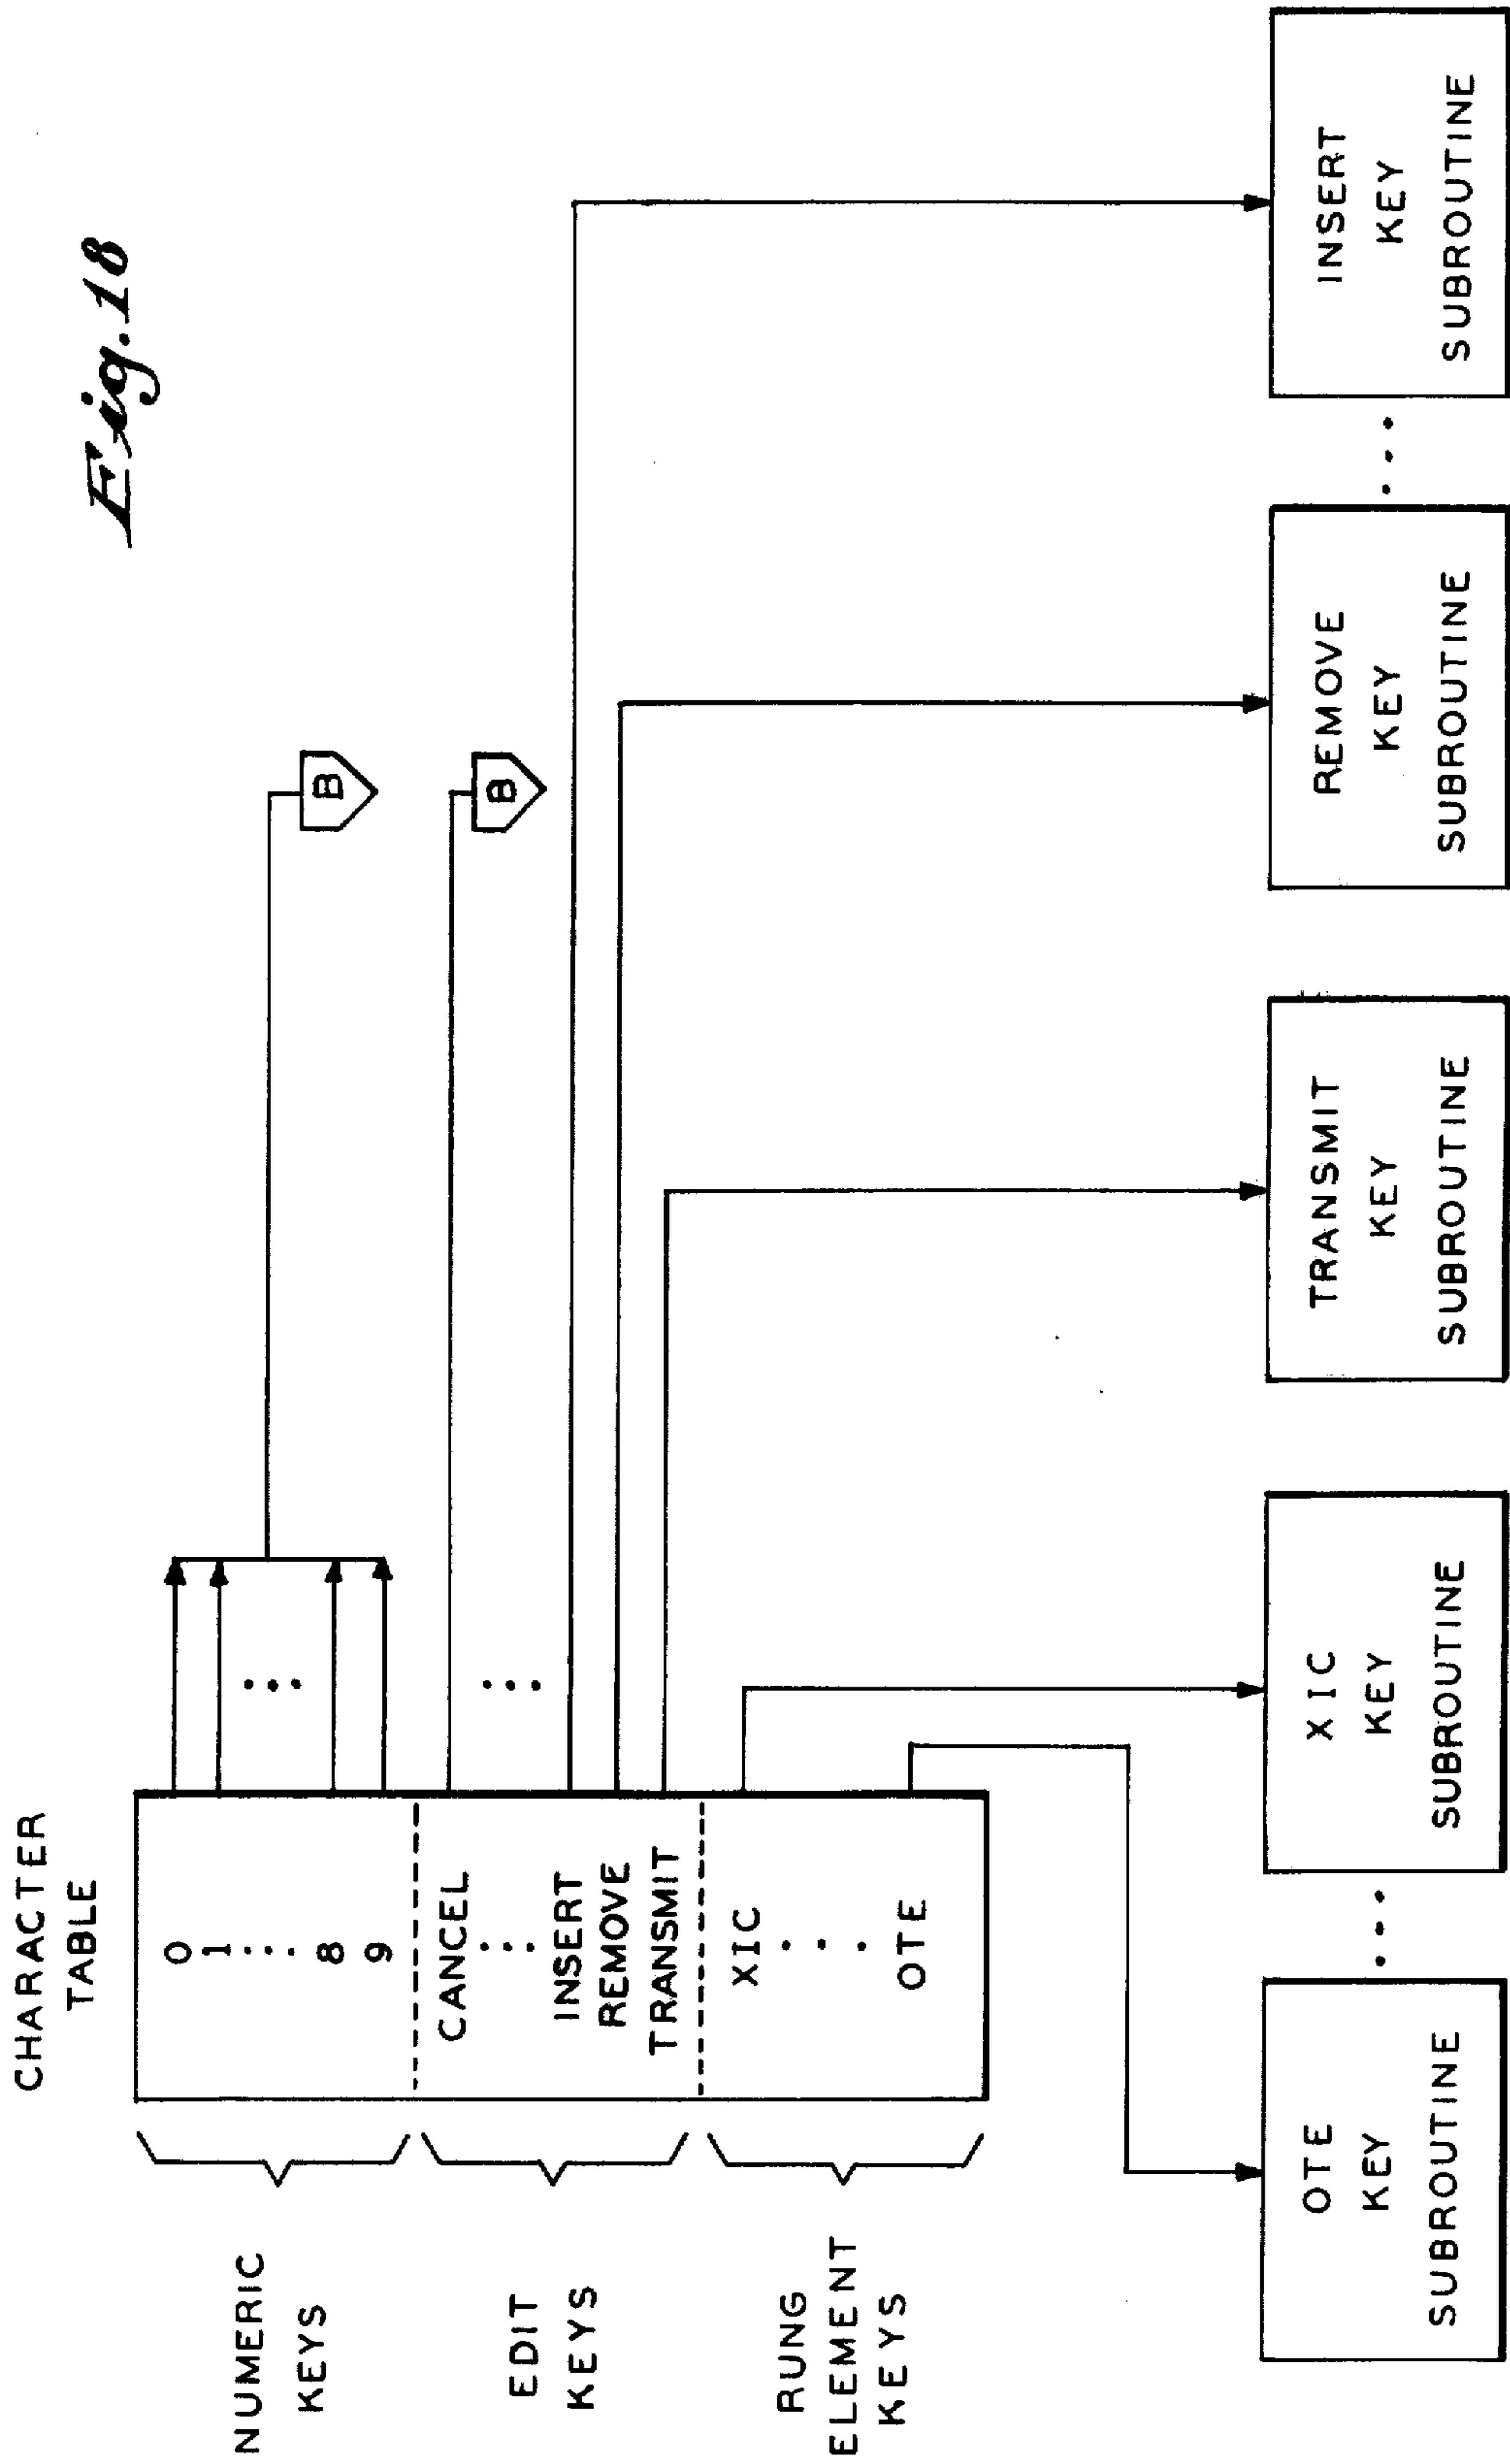 Fig. 18
CHARACTER
TABLE
NUMERIC
KEYS
0
1
8
9
B
EDIT
KEYS
CANCEL
INSERT
REMOVE
TRANSMIT
B
RUNG
ELEMENT
KEYS
XIC
OTE
OTE
KEY
SUBROUTINE
XIC
KEY
SUBROUTINE
TRANSMIT
KEY
SUBROUTINE
REMOVE
KEY
SUBROUTINE
INSERT
KEY
SUBROUTINE